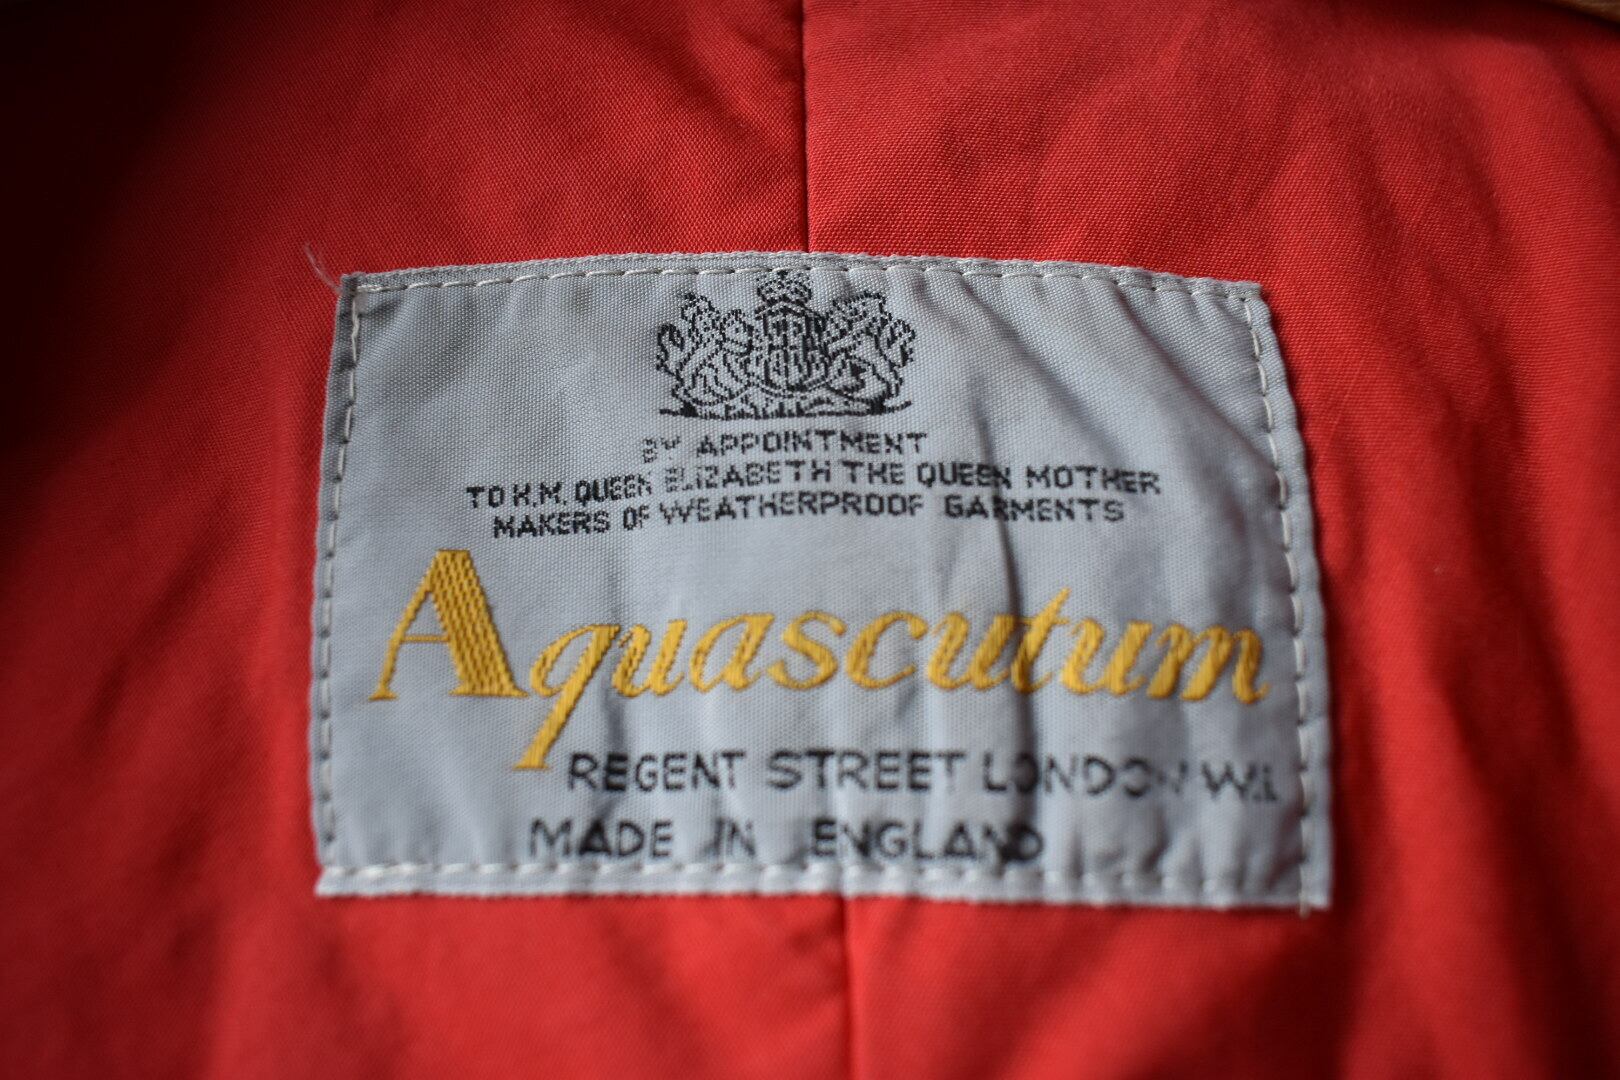 BY APPOINTMENT
TO H.M. QUEEN ELIZABETH THE QUEEN MOTHER
MAKERS OF WEATHERPROOF GARMENTS
Aquascutum
REGENT STREET LONDON W.1.
MADE IN ENGLAND